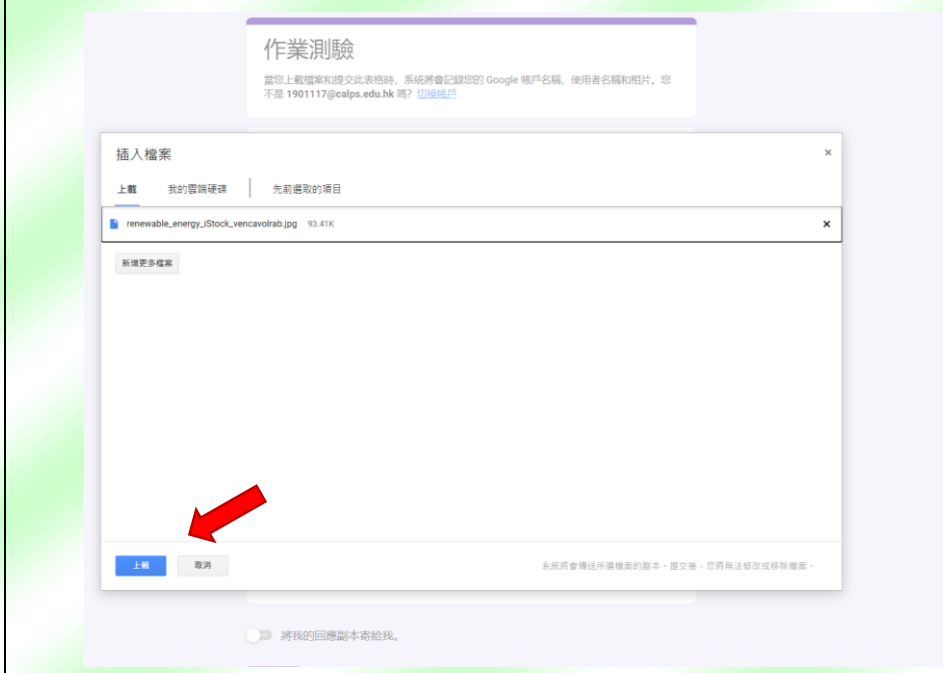 作業測驗
當您上載檔案和提交此表格時，系統將會記錄您的 Google 帳戶名稱、使用者名稱和相片。您
不是 1901117@calps.edu.hk 嗎? 切換帳戶
插入檔案
×
上載 我的雲端硬碟 先前選取的項目
renewable_energy_iStock_vencavolrab.jpg 93.41K ×
新增更多檔案
上載 取消 系統將會傳送所選檔案的副本。提交後，您將無法修改或移除檔案。
將我的回應副本寄給我。